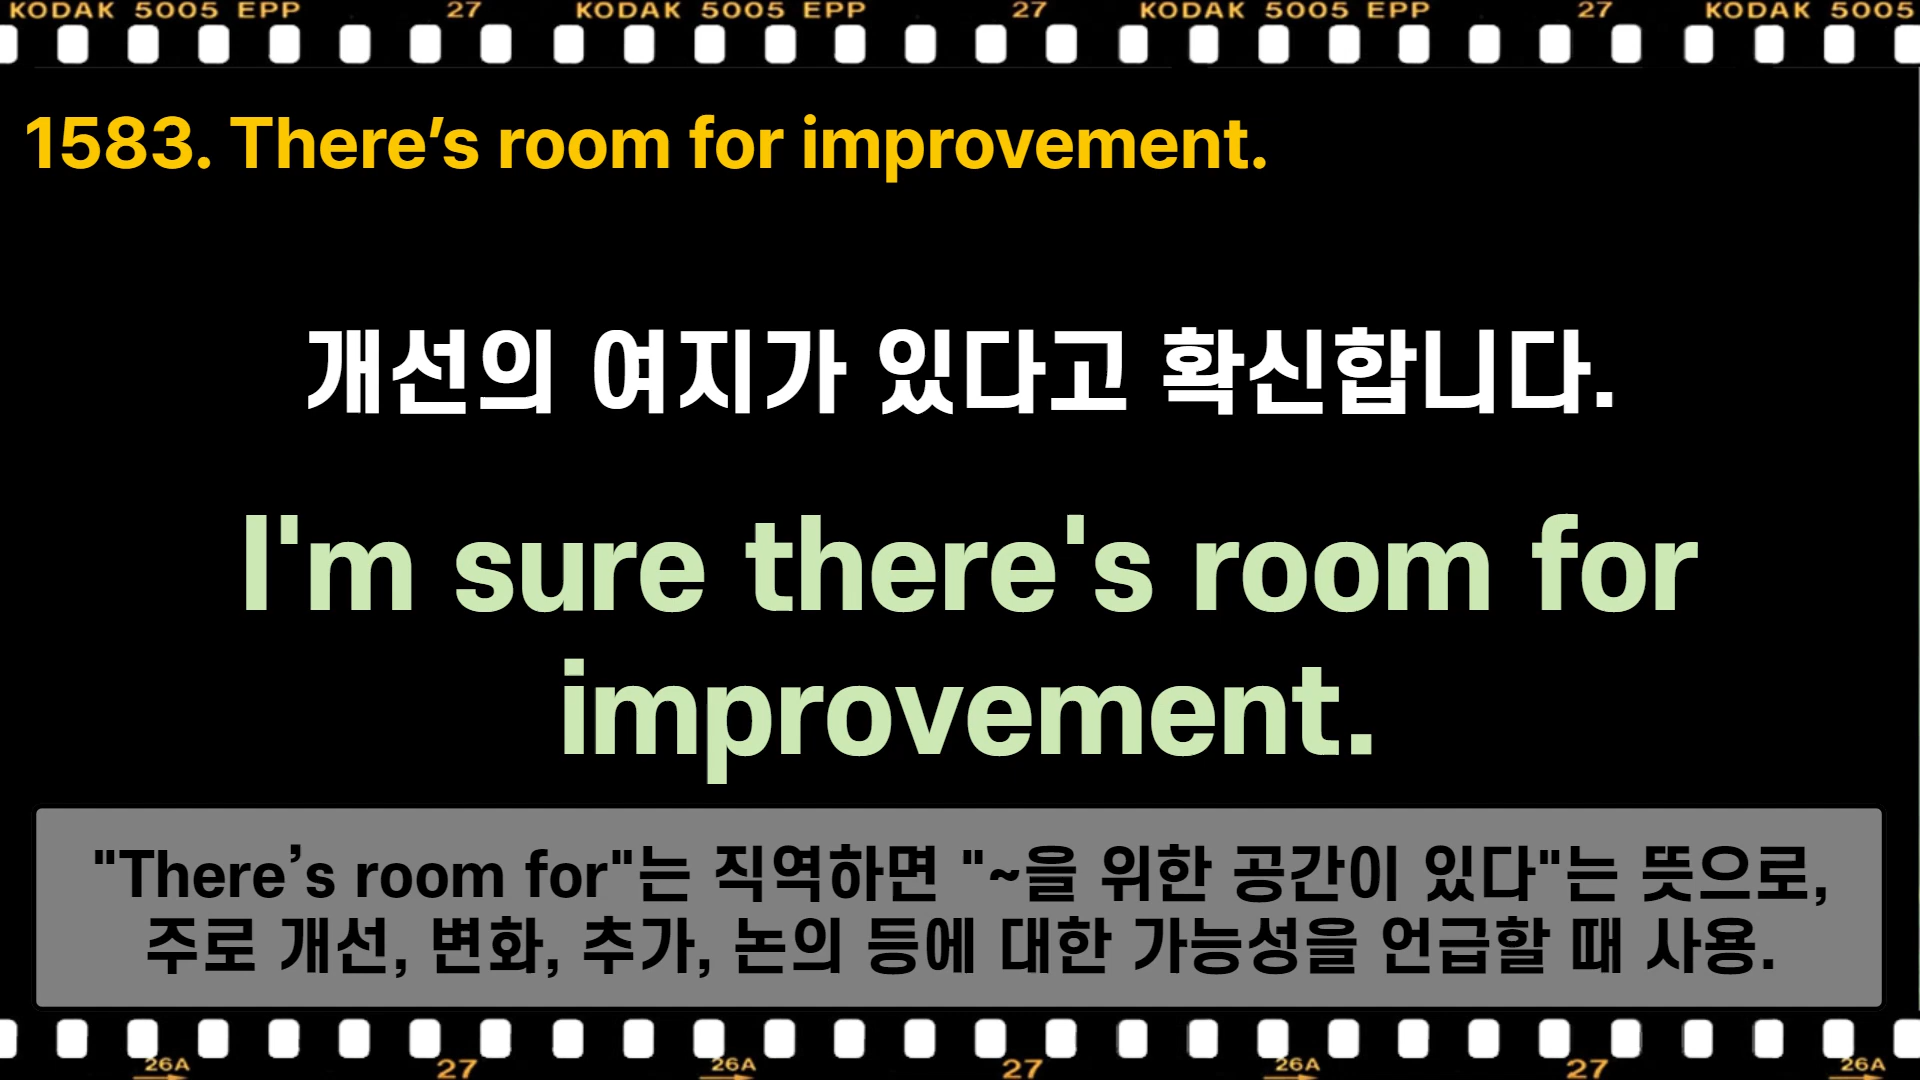 KODAK 5005 EPP 27 KODAK 5005 EPP 27 KODAK 5005 EPP 27 KODAK 5005
1583. There’s room for improvement.
개선의 여지가 있다고 확신합니다.
I'm sure there's room for
improvement.
"There’s room for"는 직역하면 "~을 위한 공간이 있다"는 뜻으로,
주로 개선, 변화, 추가, 논의 등에 대한 가능성을 언급할 때 사용.
26A 27 26A 27 26A 27 26A